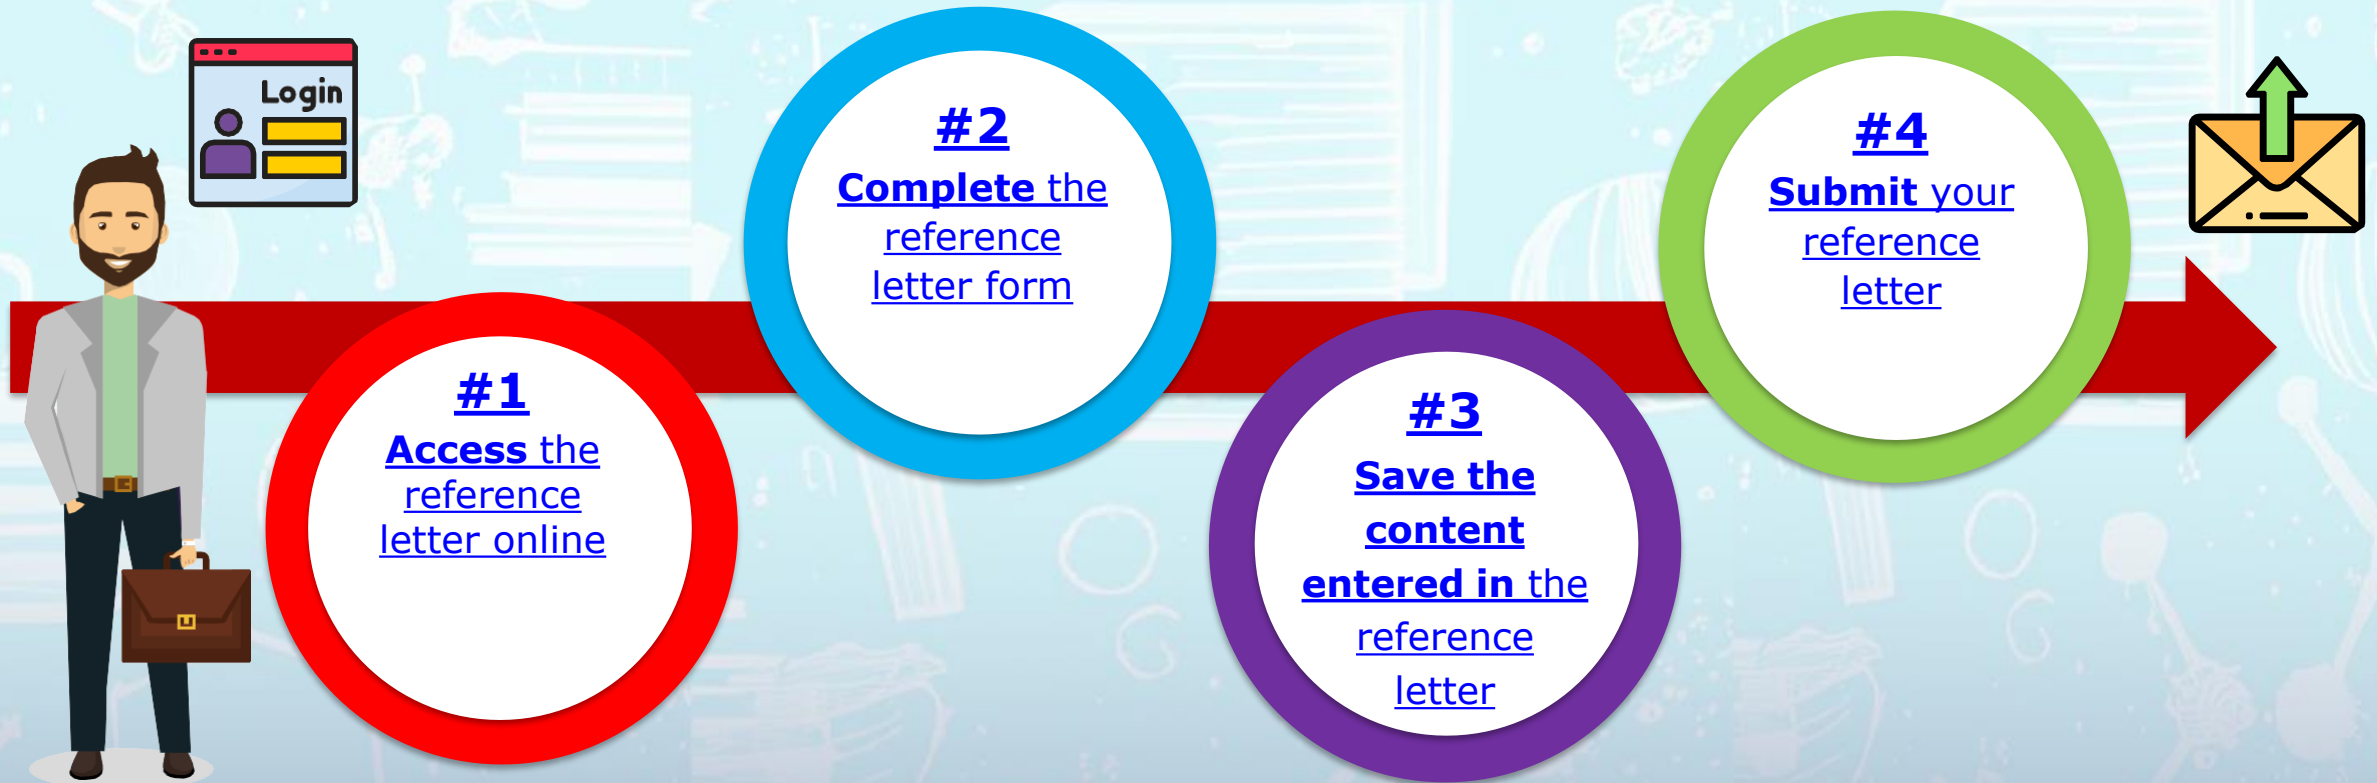 Login
#1
Access the
reference
letter online
#2
Complete the
reference
letter form
#3
Save the
content
entered in the
reference
letter
#4
Submit your
reference
letter